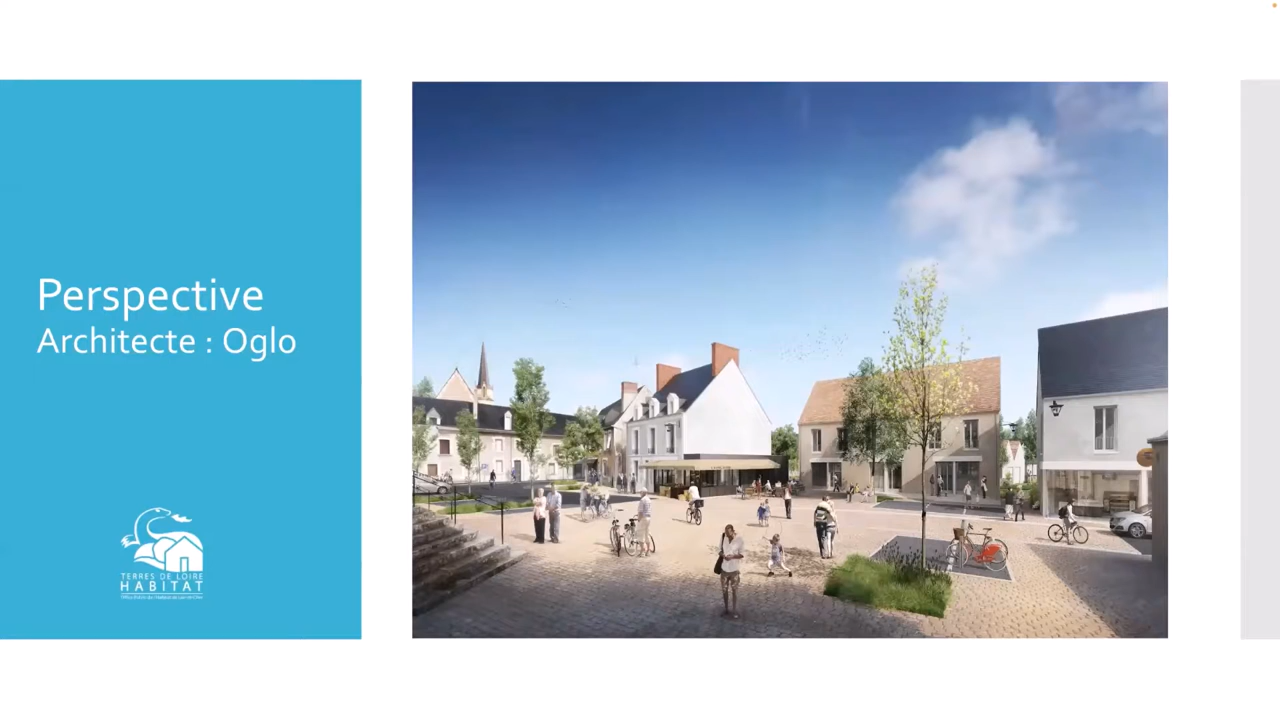 Perspective
Architecte : Oglo
TERRES DE LOIRE
HABITAT